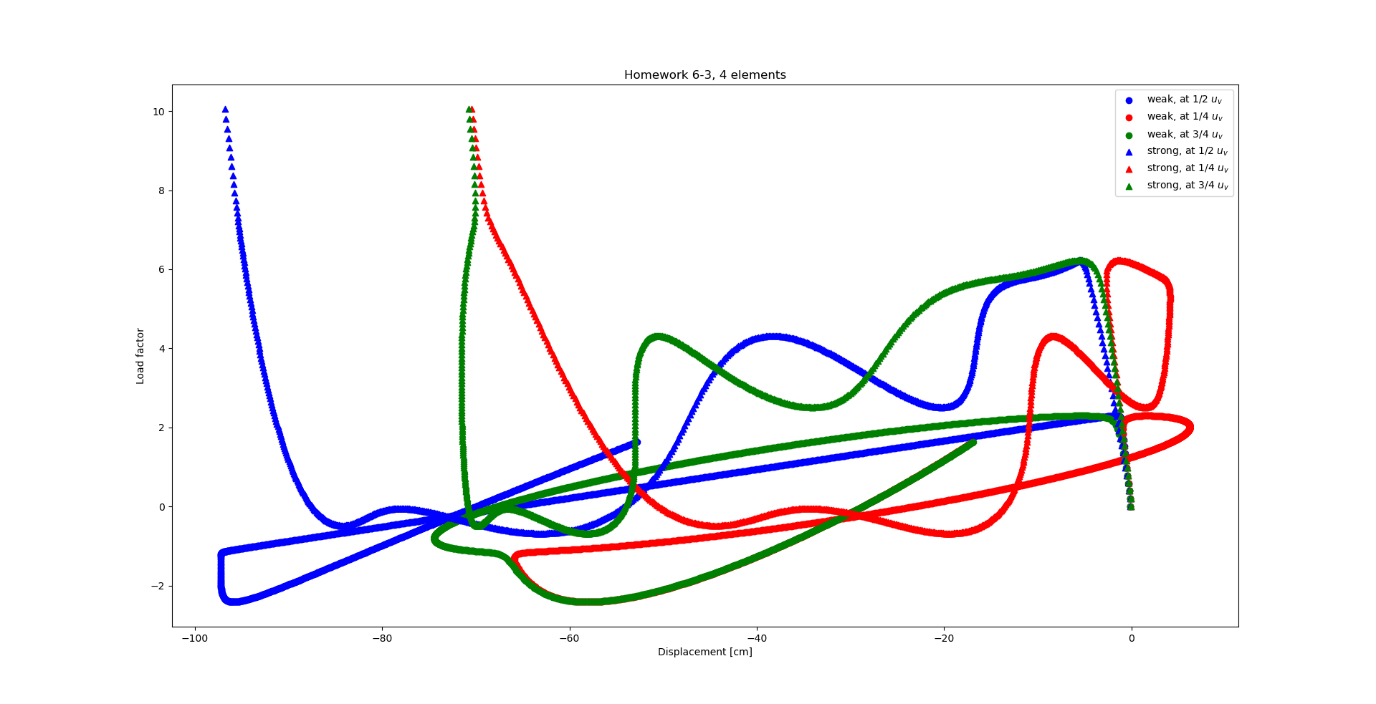 Homework 6-3, 4 elements
weak, at 1/2 u_v
weak, at 1/4 u_v
weak, at 3/4 u_v
strong, at 1/2 u_v
strong, at 1/4 u_v
strong, at 3/4 u_v
Load factor
10
8
6
4
2
0
−2
−100
−80
−60
−40
−20
0
Displacement [cm]